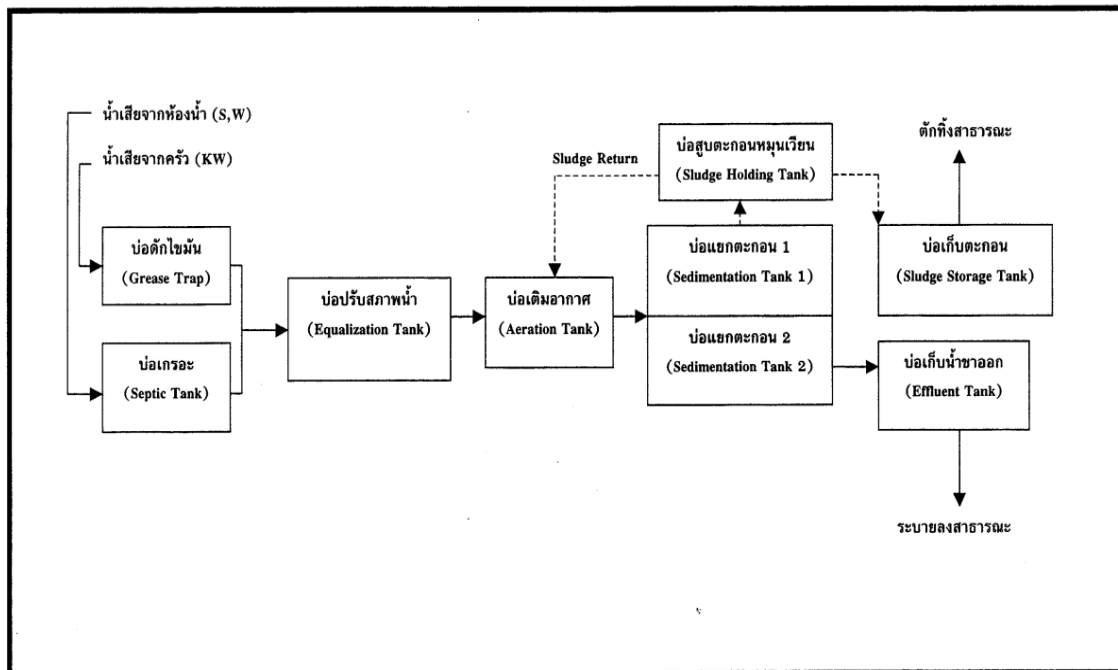 น้ำเสียจากห้องน้ำ (S,W)
น้ำเสียจากครัว (KW)
บ่อดักไขมัน
(Grease Trap)
บ่อเกรอะ
(Septic Tank)
บ่อปรับสภาพน้ำ
(Equalization Tank)
Sludge Return
บ่อเติมอากาศ
(Aeration Tank)
บ่อสูบตะกอนหมุนเวียน
(Sludge Holding Tank)
บ่อแยกตะกอน 1
(Sedimentation Tank 1)
บ่อแยกตะกอน 2
(Sedimentation Tank 2)
ตักทิ้งสาธารณะ
บ่อเก็บตะกอน
(Sludge Storage Tank)
บ่อเก็บน้ำขาออก
(Effluent Tank)
ระบายลงสาธารณะ